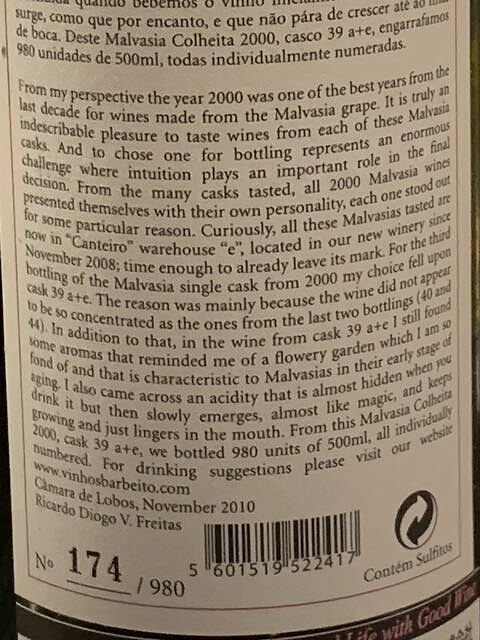 quando bebemos o vinho
surge, como que por encanto, e que não pára de crescer até ao final
de boca. Deste Malvasia Colheita 2000, casco 39 a+e, engarrafamos
980 unidades de 500ml, todas individualmente numeradas.
From my perspective the year 2000 was one of the best years from the
last decade for wines made from the Malvasia grape. It is truly an
indescribable pleasure to taste wines from each of these Malvasia
casks. And to chose one for bottling represents an enormous
challenge where intuition plays an important role in the final
decision. From the many casks tasted, all 2000 Malvasia wines
presented themselves with their own personality, each one stood out
for some particular reason. Curiously, all these Malvasias tasted are
now in "Canteiro" warehouse "e", located in our new winery since
November 2008; time enough to already leave its mark. For the third
bottling of the Malvasia single cask from 2000 my choice fell upon
cask 39 a+e. The reason was mainly because the wine did not appear
to be so concentrated as the ones from the last two bottlings (40 and
44). In addition to that, in the wine from cask 39 a+e I still found
some aromas that reminded me of a flowery garden which I am so
fond of and that is characteristic to Malvasias in their early stage of
aging. I also came across an acidity that is almost hidden when you
drink it but then slowly emerges, almost like magic, and keeps
growing and just lingers in the mouth. From this Malvasia Colheita
2000, cask 39 a+e, we bottled 980 units of 500ml, all individually
numbered. For drinking suggestions please visit our website
www.vinhosbarbeito.com
Câmara de Lobos, November 2010
Ricardo Diogo V. Freitas
Nº 174 / 980
5 601519 522417
Contém Sulfitos
Life with Good Wine